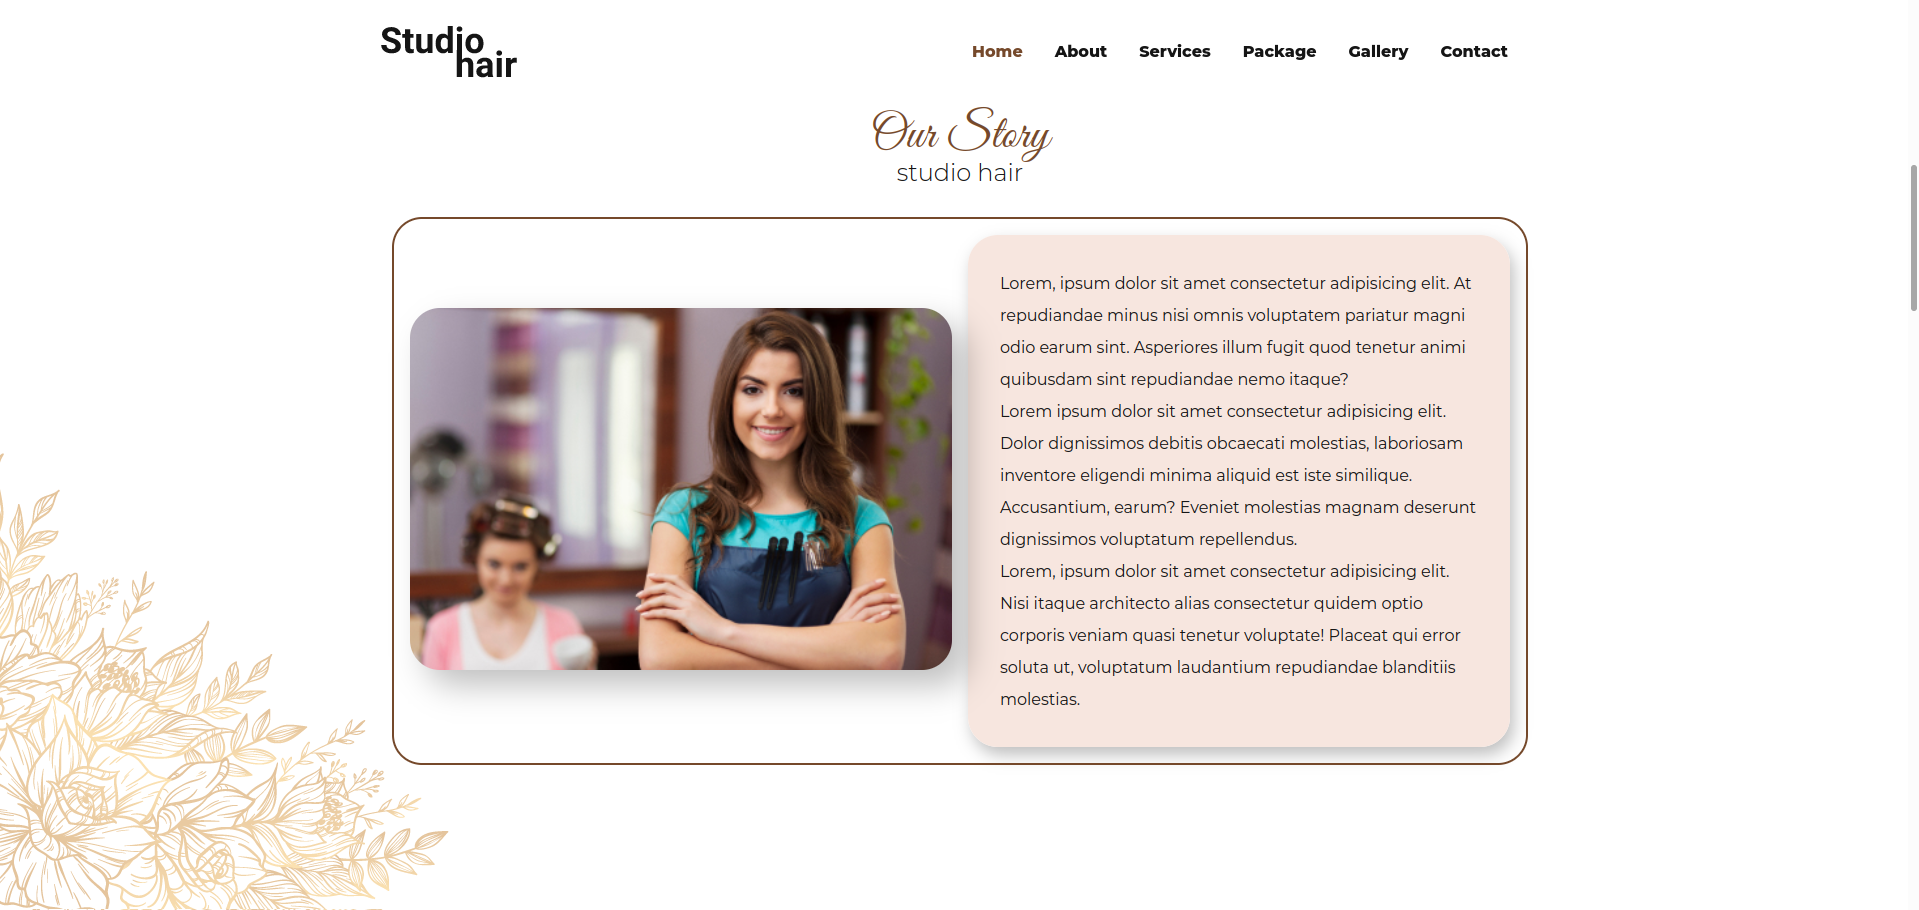 Studio
hair
Home About Services Package Gallery Contact
Our Story
studio hair
Lorem, ipsum dolor sit amet consectetur adipisicing elit. At
repudiandae minus nisi omnis voluptatem pariatur magni
odio earum sint. Asperiores illum fugit quod tenetur animi
quibusdam sint repudiandae nemo itaque?
Lorem ipsum dolor sit amet consectetur adipisicing elit.
Dolor dignissimos debitis obcaecati molestias, laboriosam
inventore eligendi minima aliquid est iste similique.
Accusantium, earum? Eveniet molestias magnam deserunt
dignissimos voluptatum repellendus.
Lorem, ipsum dolor sit amet consectetur adipisicing elit.
Nisi itaque architecto alias consectetur quidem optio
corporis veniam quasi tenetur voluptate! Placeat qui error
soluta ut, voluptatum laudantium repudiandae blanditiis
molestias.